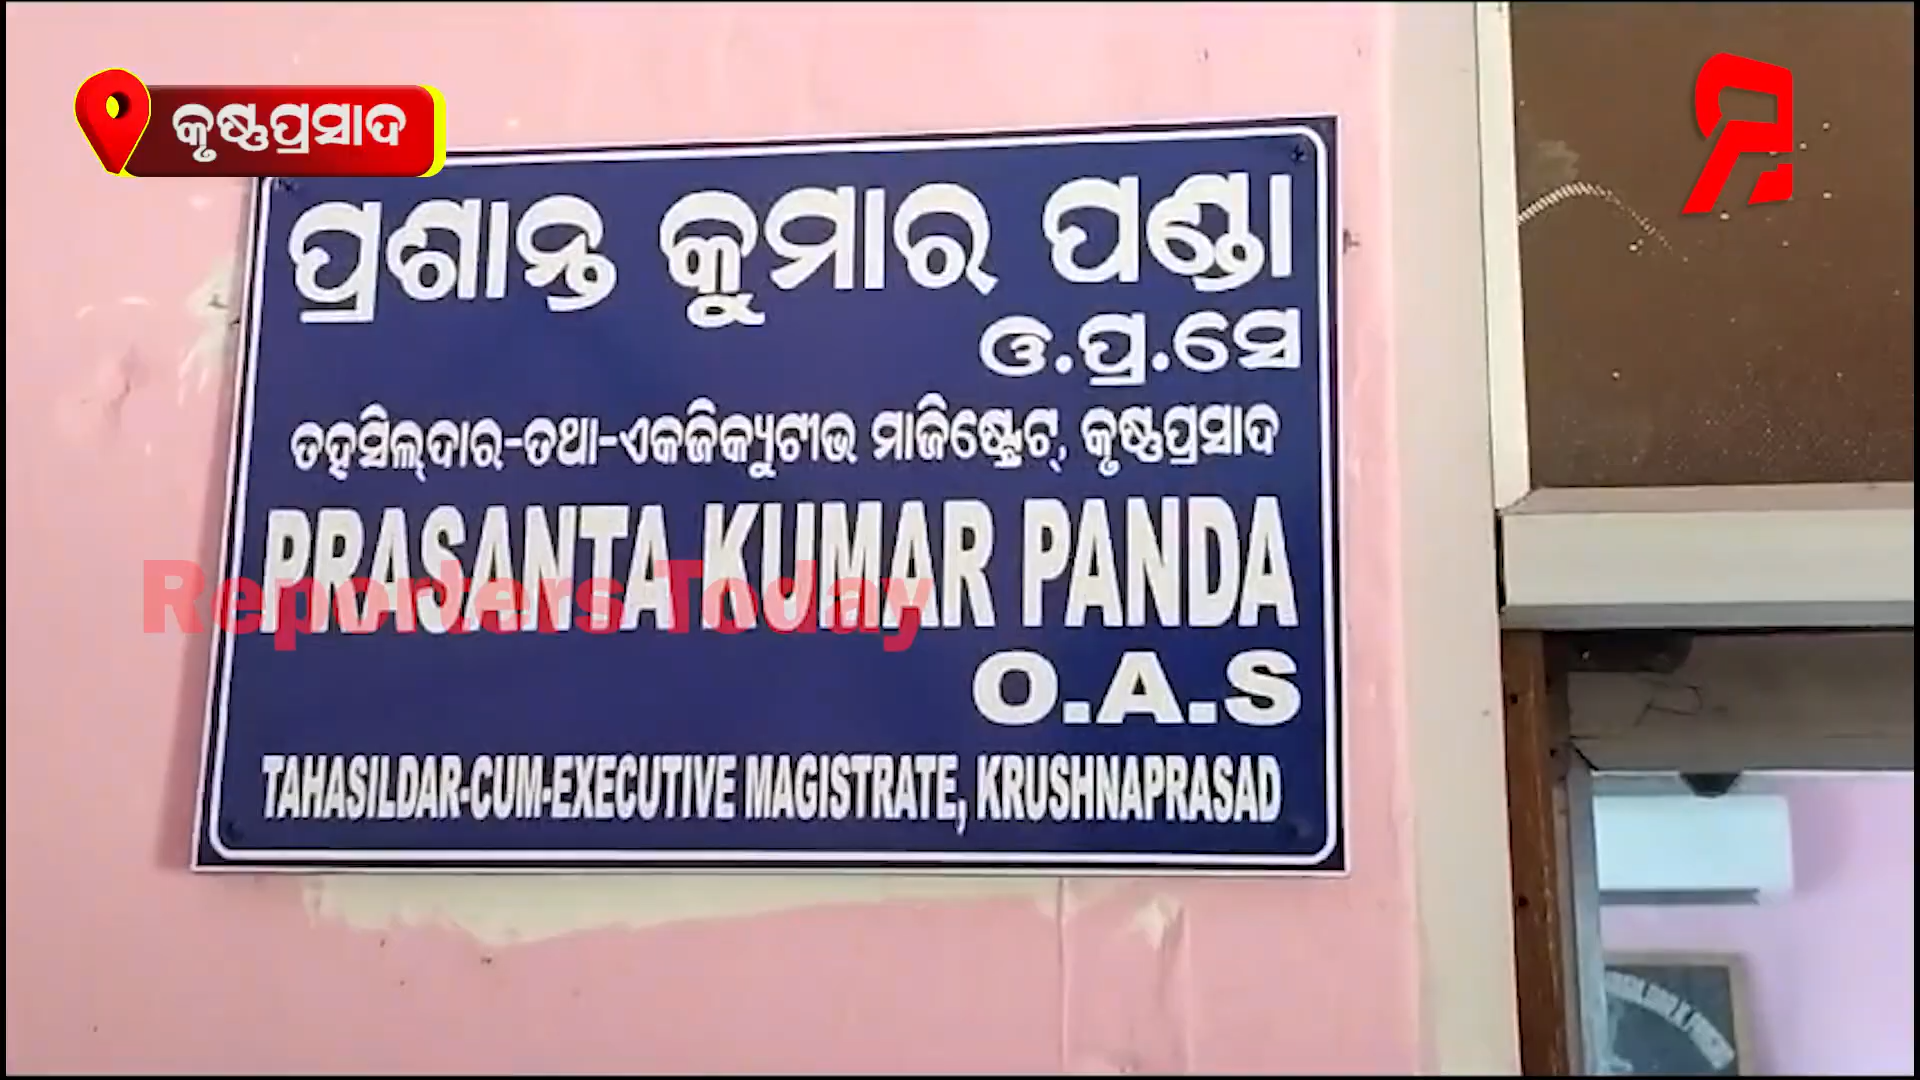 କୃଷ୍ଣପ୍ରସାଦ
ପ୍ରଶାନ୍ତ କୁମାର ପଣ୍ଡା
ଓ.ପ୍ର.ସେ
ତହସିଲ୍‌ଦାର-ତଥା-ଏକଜିକ୍ୟୁଟୀଭ ମାଜିଷ୍ଟ୍ରେଟ୍, କୃଷ୍ଣପ୍ରସାଦ
PRASANTA KUMAR PANDA
Reporters Today
O.A.S
TAHASILDAR-CUM-EXECUTIVE MAGISTRATE, KRUSHNAPRASAD